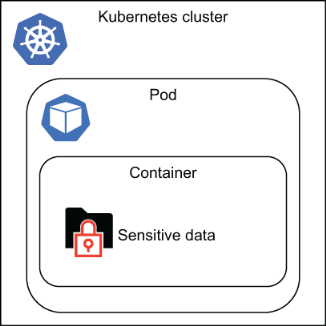 Kubernetes cluster
Pod
Container
Sensitive data